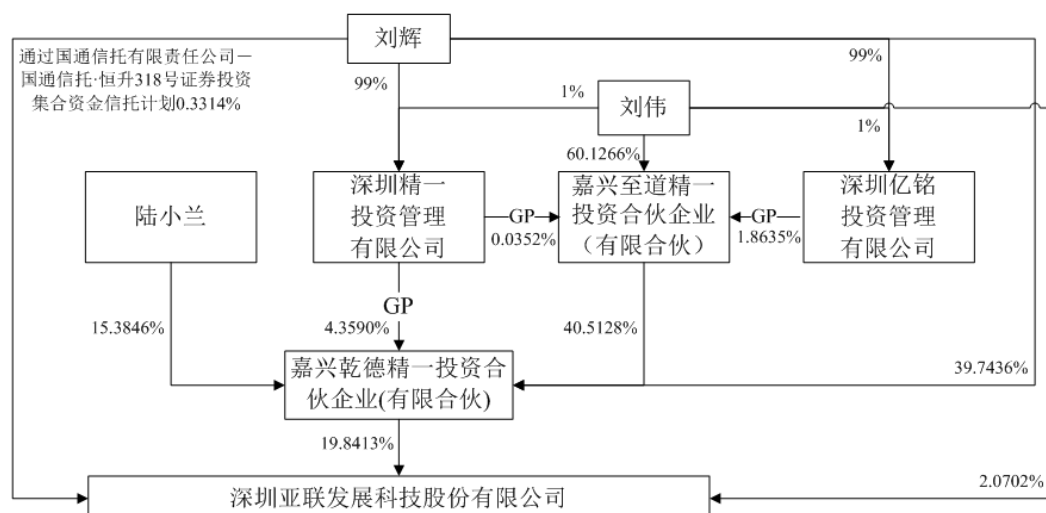 刘辉
通过国通信托有限责任公司－
国通信托·恒升318号证券投资
集合资金信托计划0.3314%
99%
99%
1%
刘伟
1%
60.1266%
陆小兰
深圳精一
投资管理
有限公司
GP
0.0352%
嘉兴至道精一
投资合伙企业
（有限合伙）
GP
1.8635%
深圳亿铭
投资管理
有限公司
GP
15.3846%
4.3590%
40.5128%
嘉兴乾德精一投资合
伙企业(有限合伙)
39.7436%
19.8413%
深圳亚联发展科技股份有限公司
2.0702%